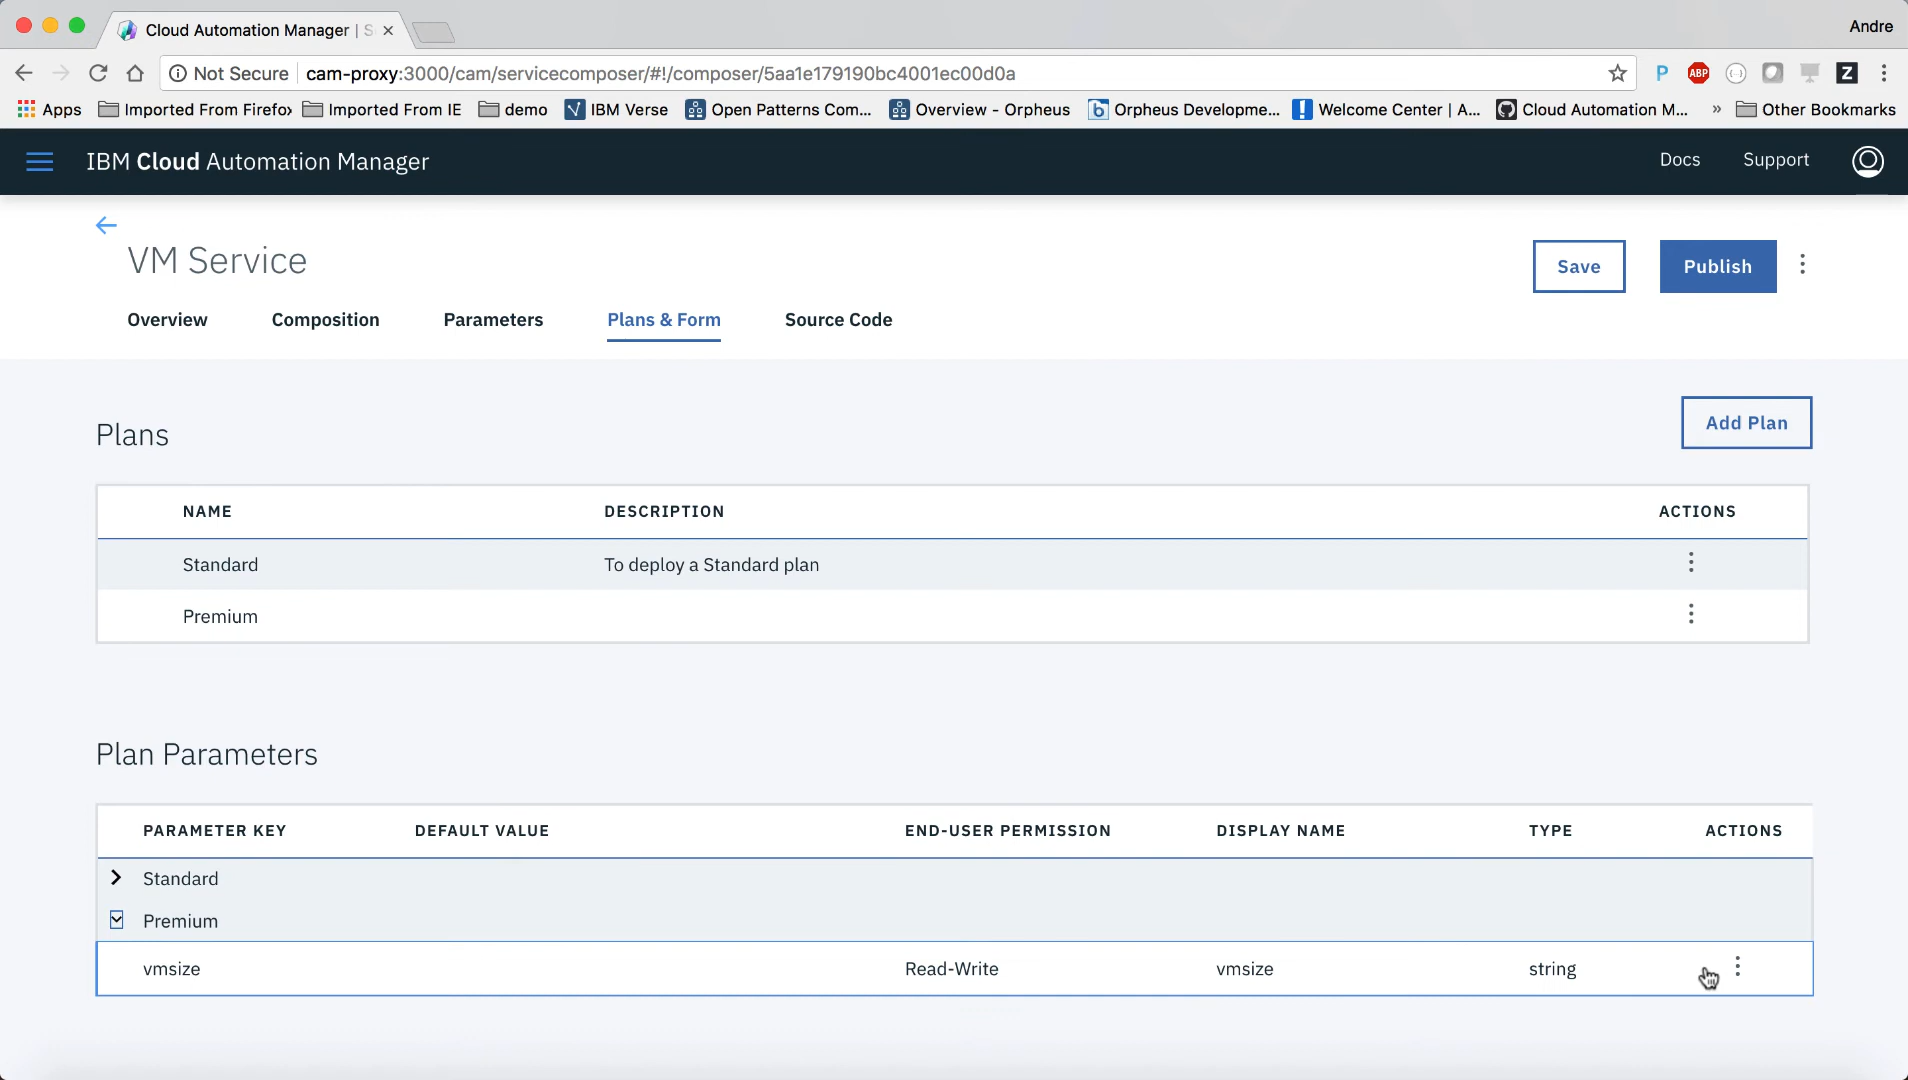 Cloud Automation Manager | S
Andre
Not Secure
cam-proxy:3000/cam/servicecomposer/#!/composer/5aa1e179190bc4001ec00d0a
P ABP Z
Apps Imported From Firefox Imported From IE demo IBM Verse Open Patterns Com... Overview - Orpheus Orpheus Developme... Welcome Center | A... Cloud Automation M... » Other Bookmarks
IBM Cloud Automation Manager Docs Support
VM Service
Save Publish
Overview Composition Parameters Plans & Form Source Code
Plans Add Plan
NAME DESCRIPTION ACTIONS
Standard To deploy a Standard plan
Premium
Plan Parameters
PARAMETER KEY DEFAULT VALUE END-USER PERMISSION DISPLAY NAME TYPE ACTIONS
Standard
Premium
vmsize Read-Write vmsize string